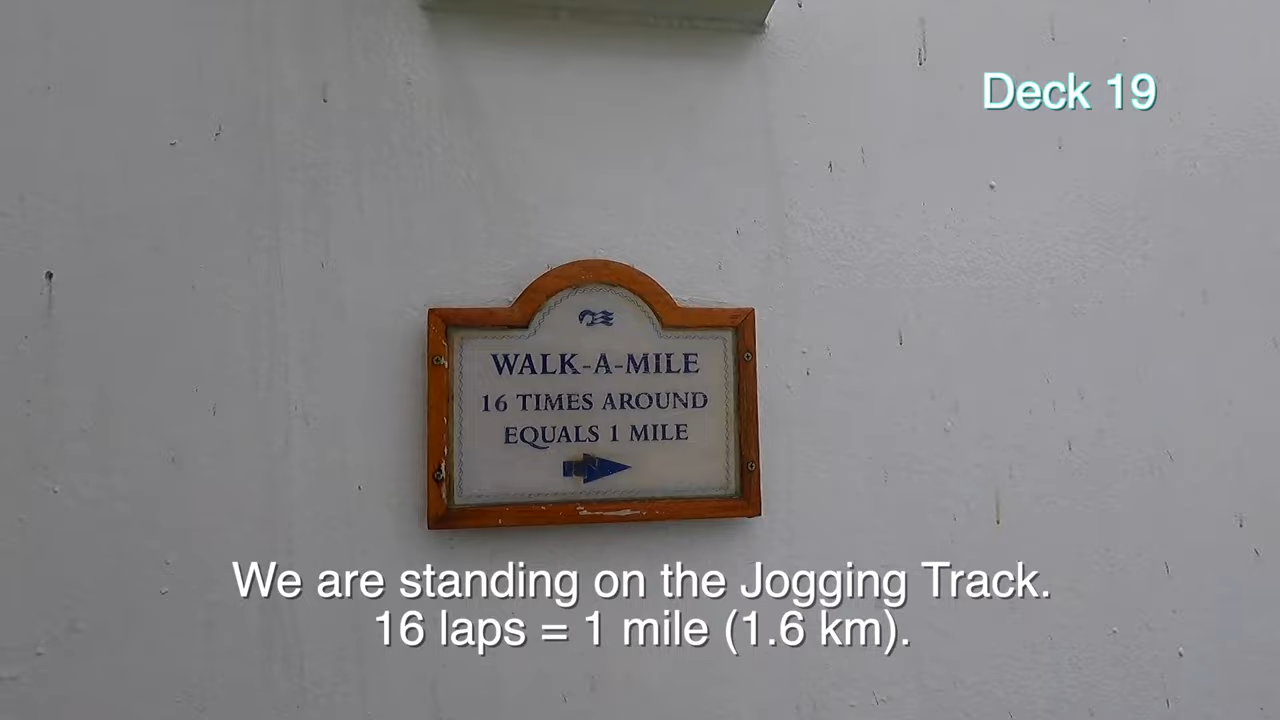 Deck 19
WALK-A-MILE
16 TIMES AROUND
EQUALS 1 MILE
We are standing on the Jogging Track.
16 laps = 1 mile (1.6 km).